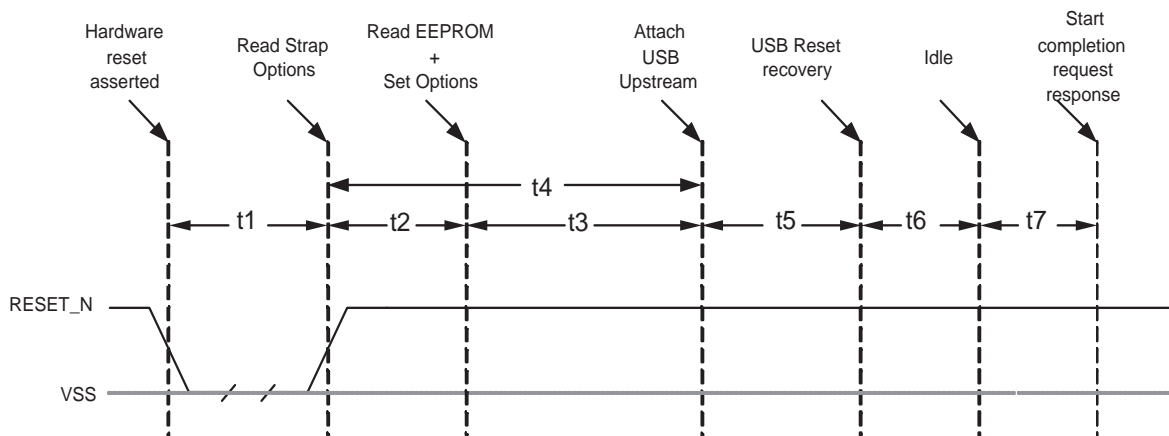 Hardware
reset
asserted
Read Strap
Options
Read EEPROM
+
Set Options
Attach
USB
Upstream
USB Reset
recovery
Idle
Start
completion
request
response
t4
t1
t2
t3
t5
t6
t7
RESET_N
VSS